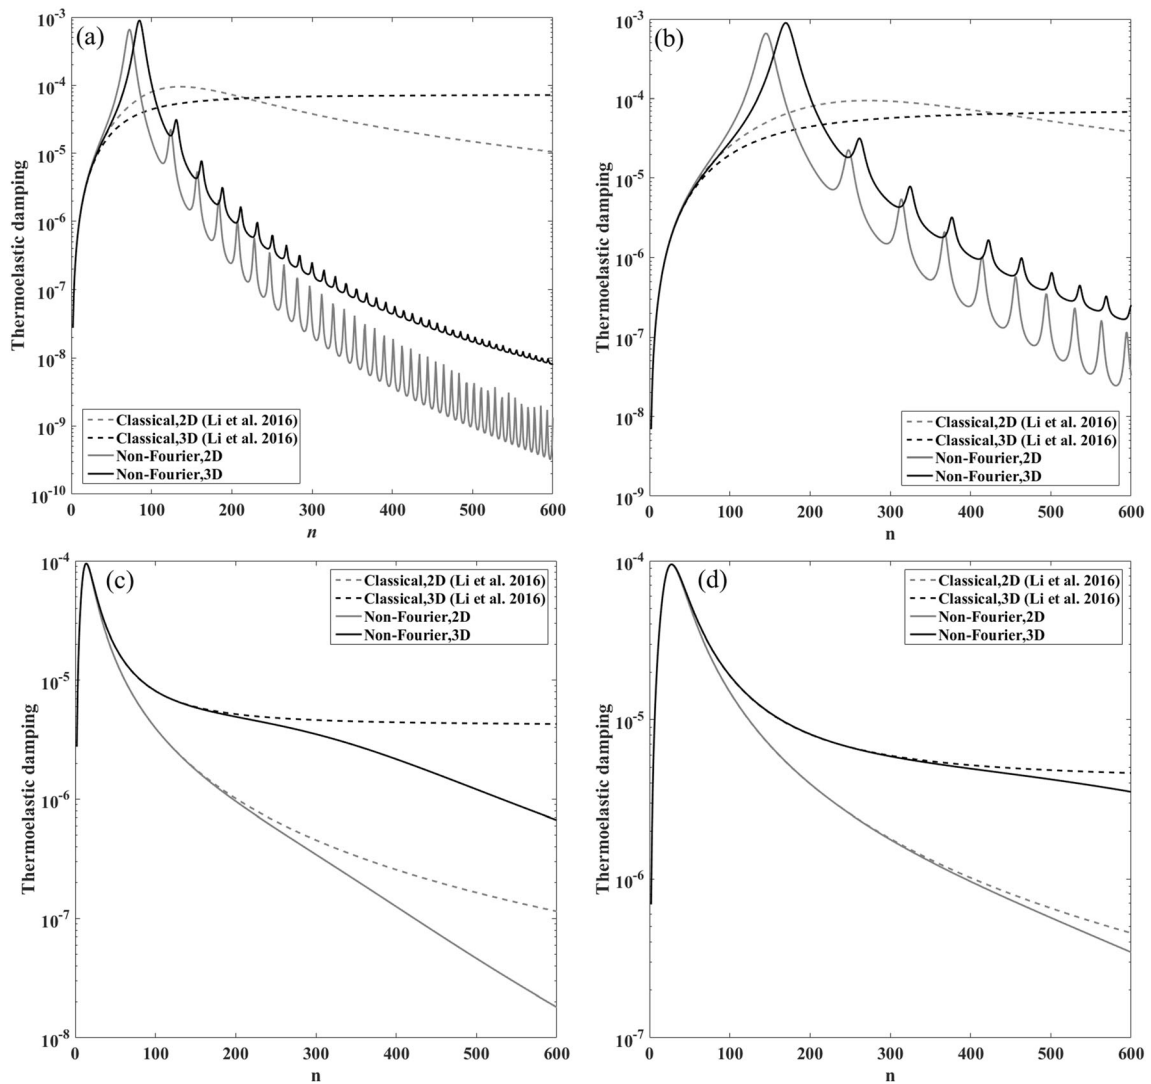 (a)
10-3
10-4
10-5
10-6
10-7
10-8
10-9
10-10
Thermoelastic damping
Classical,2D (Li et al. 2016)
Classical,3D (Li et al. 2016)
Non-Fourier,2D
Non-Fourier,3D
0 100 200 300 400 500 600
n
(b)
10-3
10-4
10-5
10-6
10-7
10-8
10-9
Thermoelastic damping
Classical,2D (Li et al. 2016)
Classical,3D (Li et al. 2016)
Non-Fourier,2D
Non-Fourier,3D
0 100 200 300 400 500 600
n
(c)
10-4
10-5
10-6
10-7
10-8
Thermoelastic damping
Classical,2D (Li et al. 2016)
Classical,3D (Li et al. 2016)
Non-Fourier,2D
Non-Fourier,3D
0 100 200 300 400 500 600
n
(d)
10-4
10-5
10-6
10-7
Thermoelastic damping
Classical,2D (Li et al. 2016)
Classical,3D (Li et al. 2016)
Non-Fourier,2D
Non-Fourier,3D
0 100 200 300 400 500 600
n